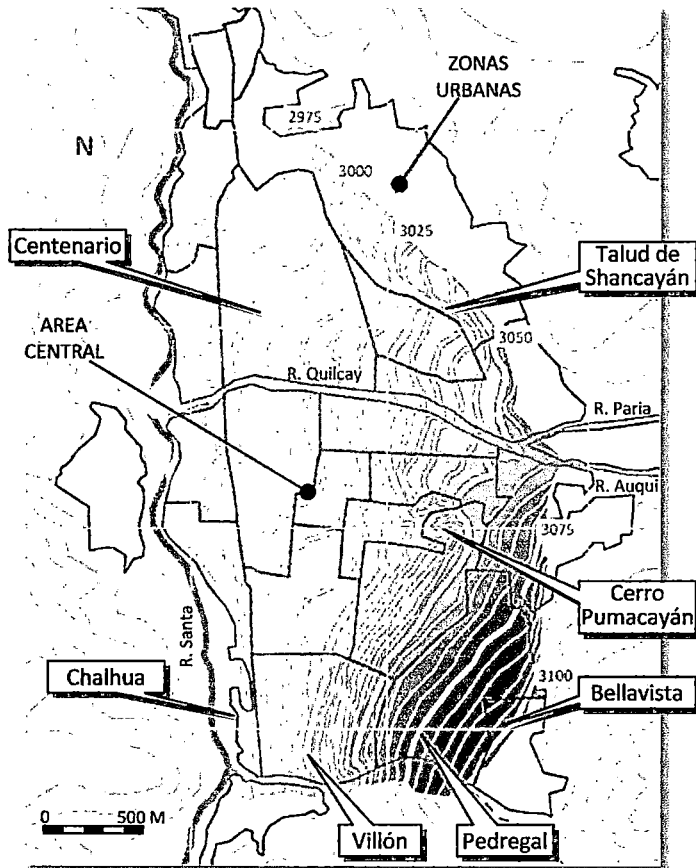 ZONAS
URBANAS
2975
N
3000
3025
Centenario
Talud de
Shancayán
AREA
CENTRAL
3050
R. Quilcay
R. Paria
R. Auqui
3075
Cerro
Pumacayán
R. Santa
Chalhua
3100
Bellavista
0 500 M
Villón
Pedregal